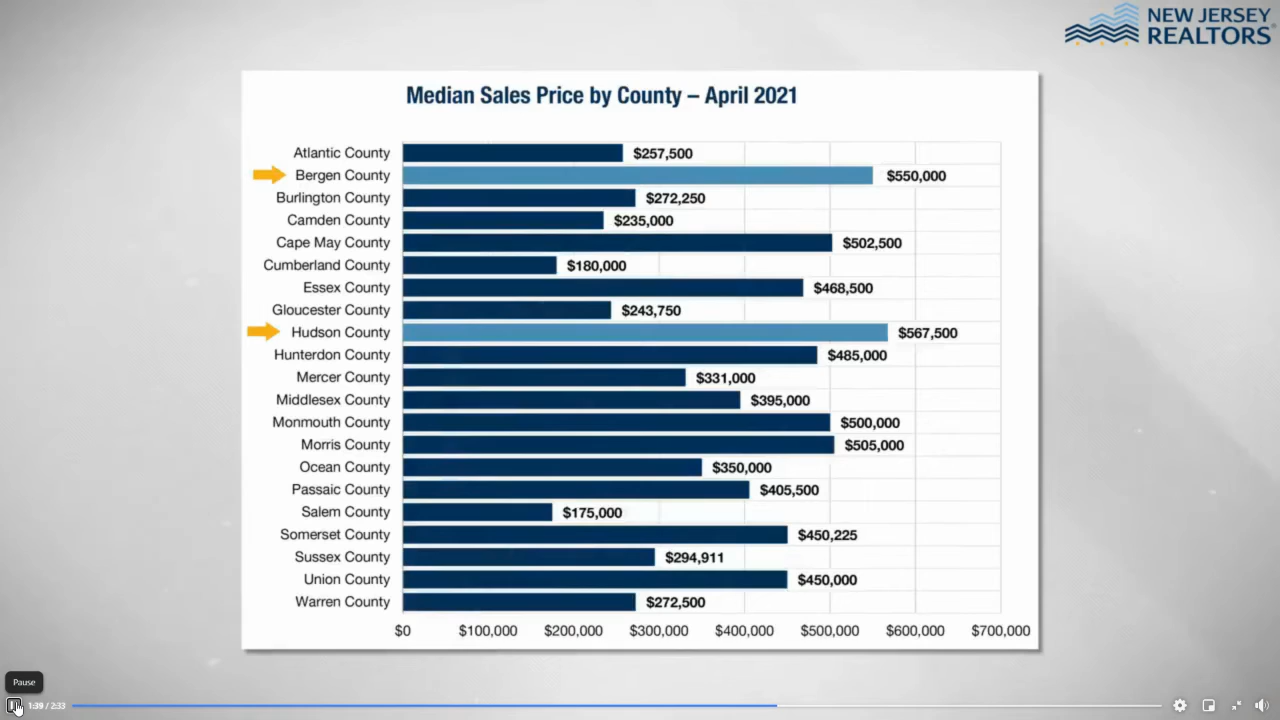 NEW JERSEY
REALTORS®
Median Sales Price by County – April 2021
Atlantic County $257,500
Bergen County $550,000
Burlington County $272,250
Camden County $235,000
Cape May County $502,500
Cumberland County $180,000
Essex County $468,500
Gloucester County $243,750
Hudson County $567,500
Hunterdon County $485,000
Mercer County $331,000
Middlesex County $395,000
Monmouth County $500,000
Morris County $505,000
Ocean County $350,000
Passaic County $405,500
Salem County $175,000
Somerset County $450,225
Sussex County $294,911
Union County $450,000
Warren County $272,500
$0 $100,000 $200,000 $300,000 $400,000 $500,000 $600,000 $700,000
Pause
1:39 / 2:33